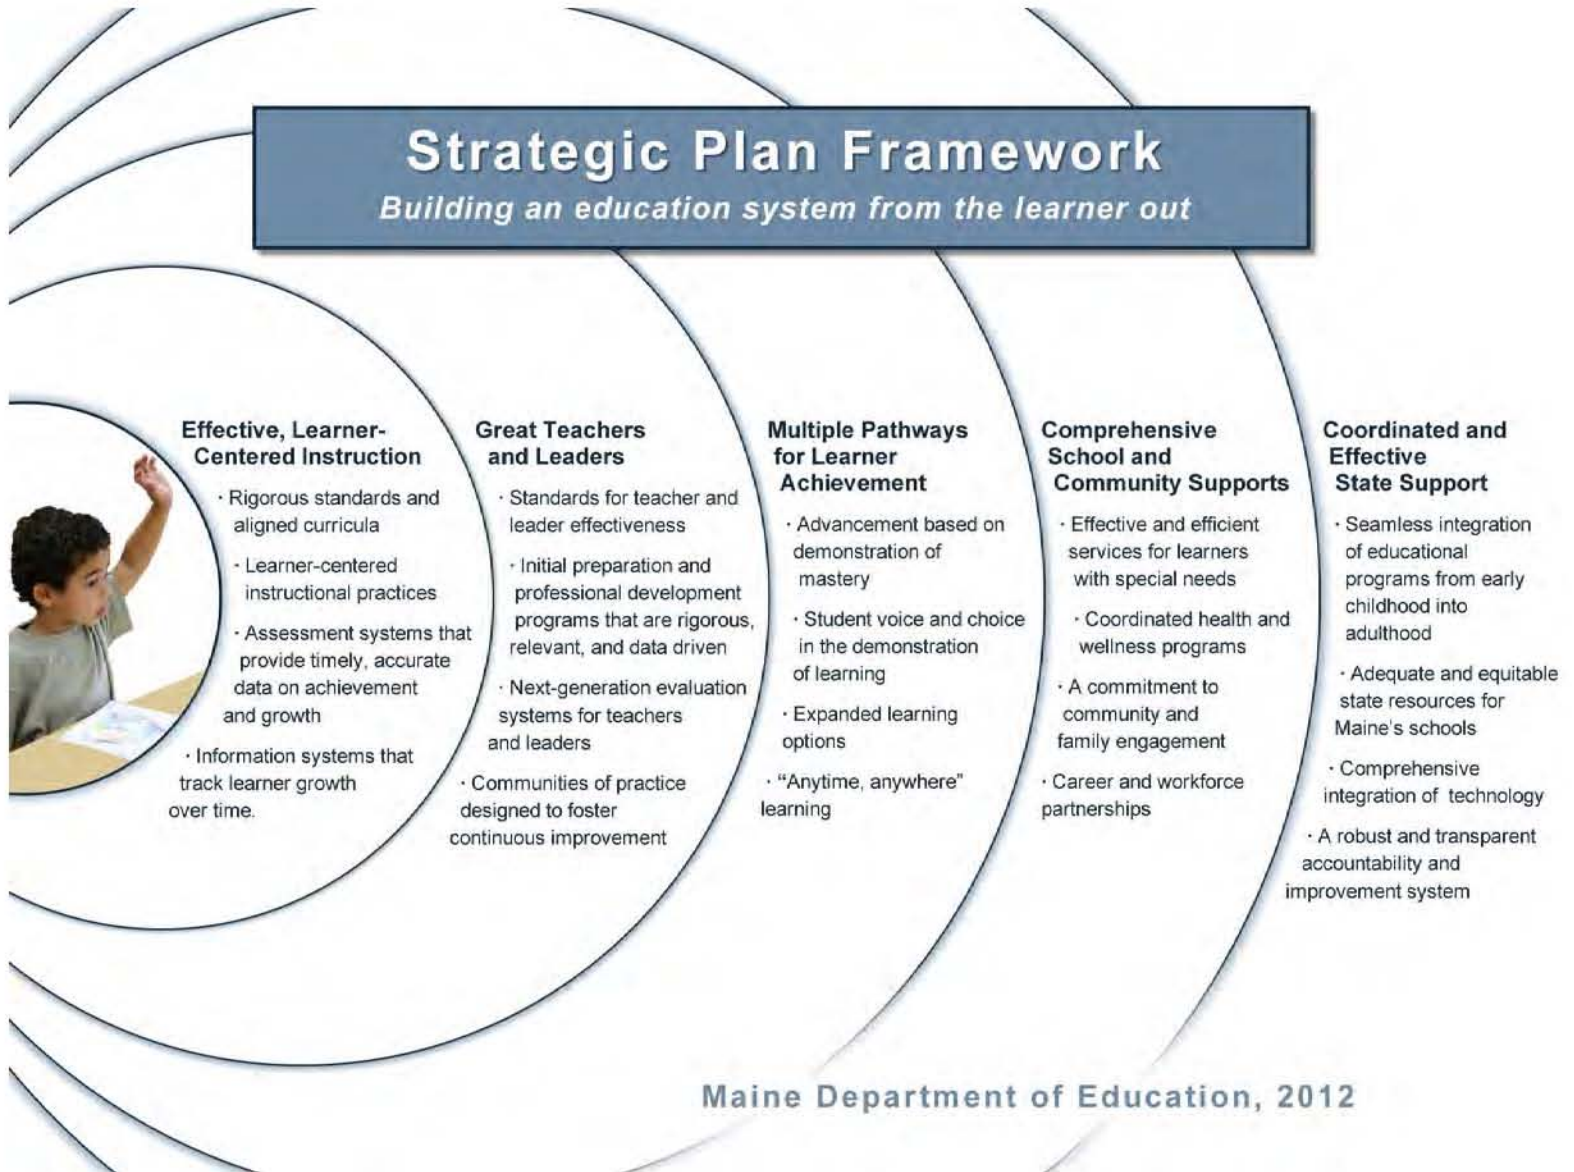 Strategic Plan Framework
Building an education system from the learner out
Effective, Learner-
Centered Instruction
· Rigorous standards and
aligned curricula
· Learner-centered
instructional practices
· Assessment systems that
provide timely, accurate
data on achievement
and growth
· Information systems that
track learner growth
over time.
Great Teachers
and Leaders
· Standards for teacher and
leader effectiveness
· Initial preparation and
professional development
programs that are rigorous,
relevant, and data driven
· Next-generation evaluation
systems for teachers
and leaders
· Communities of practice
designed to foster
continuous improvement
Multiple Pathways
for Learner
Achievement
· Advancement based on
demonstration of
mastery
· Student voice and choice
in the demonstration
of learning
· Expanded learning
options
· “Anytime, anywhere”
learning
Comprehensive
School and
Community Supports
· Effective and efficient
services for learners
with special needs
· Coordinated health and
wellness programs
· A commitment to
community and
family engagement
· Career and workforce
partnerships
Coordinated and
Effective
State Support
· Seamless integration
of educational
programs from early
childhood into
adulthood
· Adequate and equitable
state resources for
Maine's schools
· Comprehensive
integration of technology
· A robust and transparent
accountability and
improvement system
Maine Department of Education, 2012